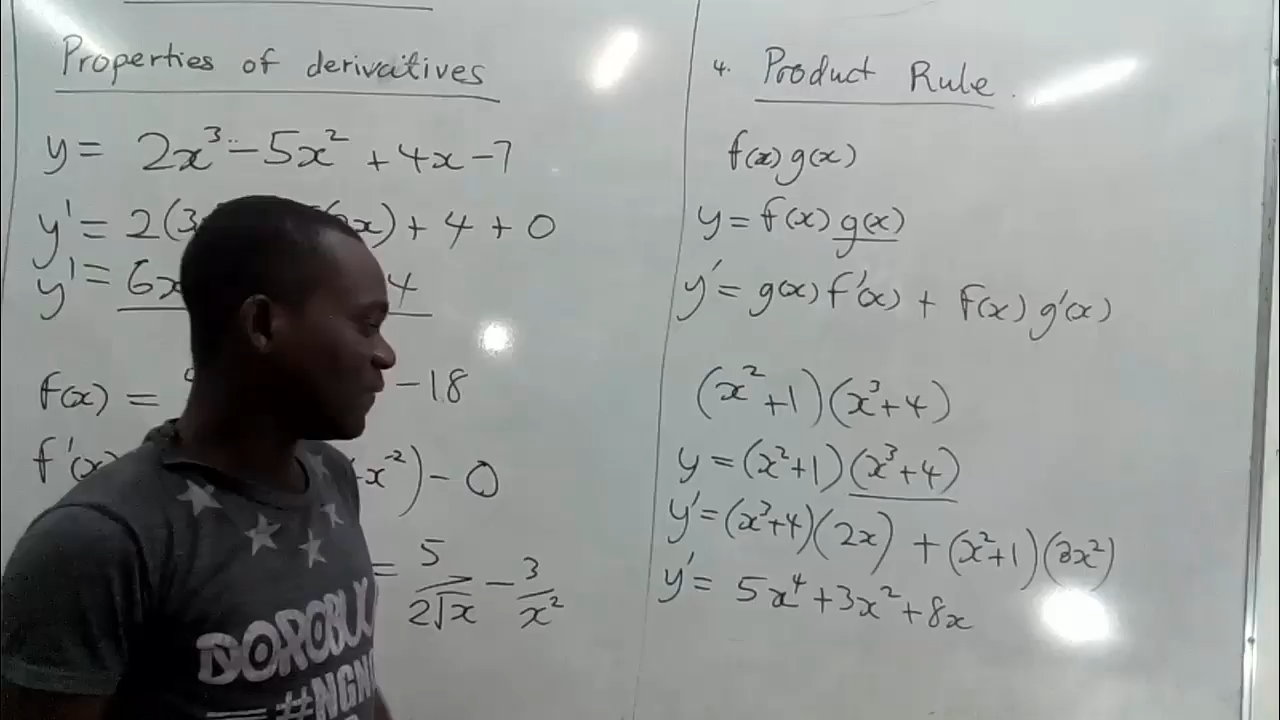 Properties of derivatives
y = 2x³ - 5x² + 4x - 7
y' = 2(3 x) + 4 + 0
y' = 6x 4
f(x) = - 18
f'(x x⁻²) - 0
= 5/2√x - 3/x²
4. Product Rule.
f(x) g(x)
y = f(x) g(x)
y' = g(x) f'(x) + f(x) g'(x)
(x² + 1)(x³ + 4)
y = (x² + 1)(x³ + 4)
y' = (x³ + 4)(2x) + (x² + 1)(3x²)
y' = 5x⁴ + 3x² + 8x
DOROBUC
#NGN